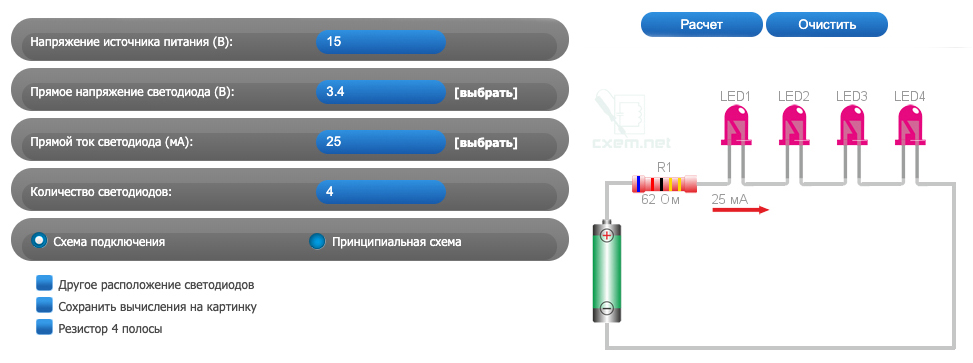 Напряжение источника питания (В):
15
Прямое напряжение светодиода (В):
3.4
[выбрать]
Прямой ток светодиода (мА):
25
[выбрать]
Количество светодиодов:
4
Схема подключения
Принципиальная схема
Другое расположение светодиодов
Сохранить вычисления на картинку
Резистор 4 полосы
Расчет
Очистить
LED1
LED2
LED3
LED4
cxem.net
R1
62 Ом
25 мА